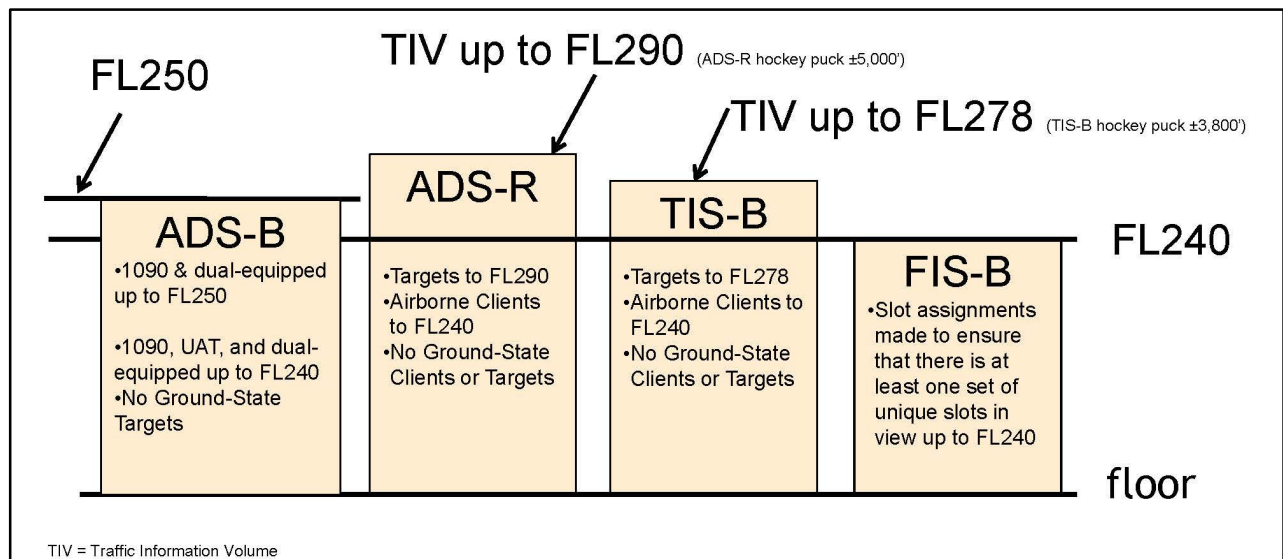 FL250
TIV up to FL290 (ADS-R hockey puck ±5,000')
TIV up to FL278 (TIS-B hockey puck ±3,800')
ADS-B
•1090 & dual-equipped
up to FL250
•1090, UAT, and dual-
equipped up to FL240
•No Ground-State
Targets
ADS-R
•Targets to FL290
•Airborne Clients
to FL240
•No Ground-State
Clients or Targets
TIS-B
•Targets to FL278
•Airborne Clients to
FL240
•No Ground-State
Clients or Targets
FL240
FIS-B
•Slot assignments
made to ensure
that there is at
least one set of
unique slots in
view up to FL240
floor
TIV = Traffic Information Volume